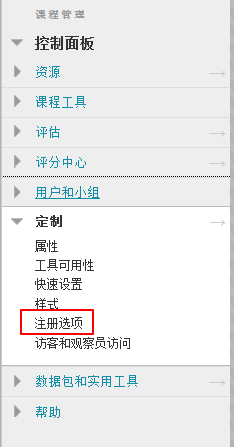 课程管理
控制面板
资源
课程工具
评估
评分中心
用户和小组
定制
属性
工具可用性
快速设置
样式
注册选项
访客和观察员访问
数据包和实用工具
帮助